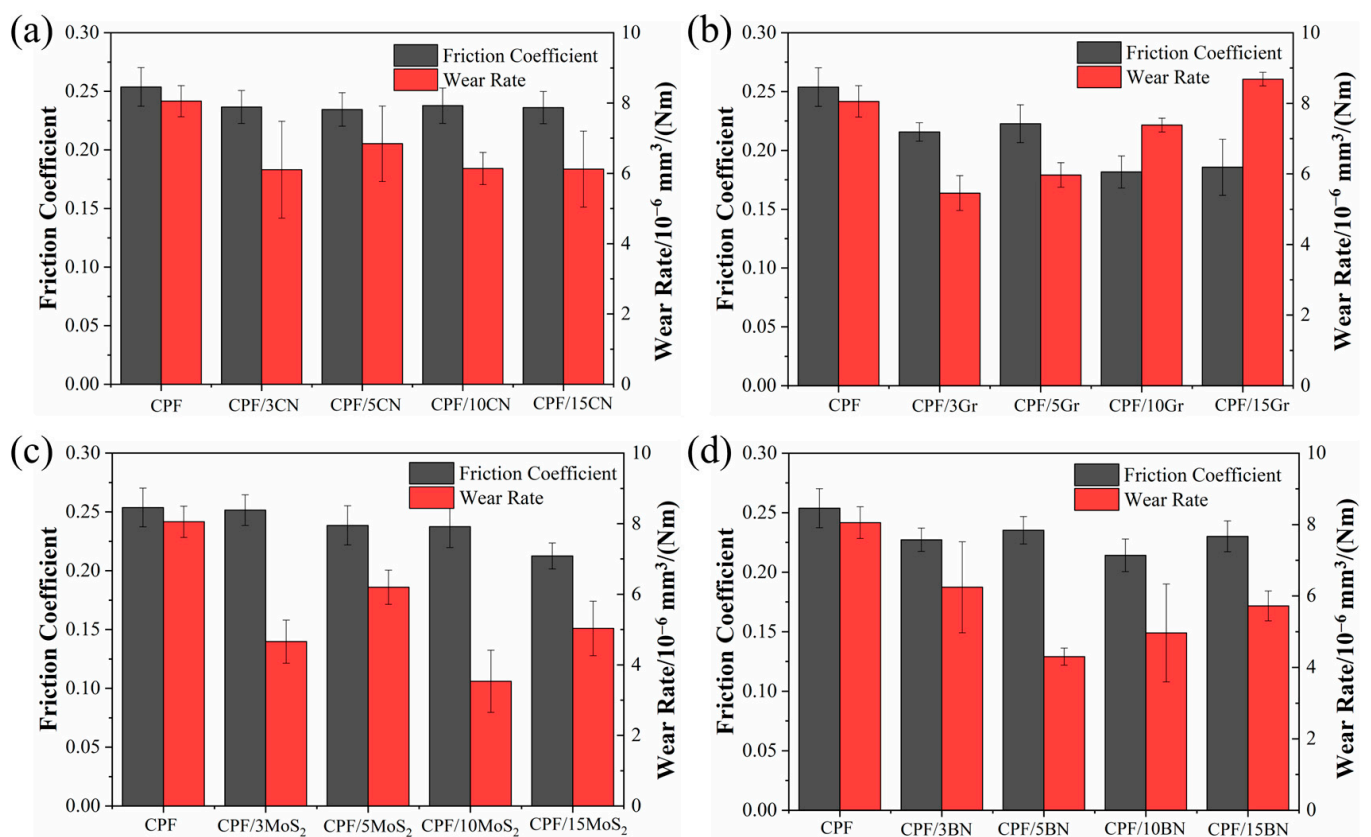 (a)
0.30
0.25
0.20
0.15
0.10
0.05
0.00
Friction Coefficient
Friction Coefficient
Wear Rate
10
8
6
4
2
0
Wear Rate/10⁻⁶ mm³/(Nm)
CPF CPF/3CN CPF/5CN CPF/10CN CPF/15CN
(b)
0.30
0.25
0.20
0.15
0.10
0.05
0.00
Friction Coefficient
Friction Coefficient
Wear Rate
10
8
6
4
2
0
Wear Rate/10⁻⁶ mm³/(Nm)
CPF CPF/3Gr CPF/5Gr CPF/10Gr CPF/15Gr
(c)
0.30
0.25
0.20
0.15
0.10
0.05
0.00
Friction Coefficient
Friction Coefficient
Wear Rate
10
8
6
4
2
0
Wear Rate/10⁻⁶ mm³/(Nm)
CPF CPF/3MoS₂ CPF/5MoS₂ CPF/10MoS₂ CPF/15MoS₂
(d)
0.30
0.25
0.20
0.15
0.10
0.05
0.00
Friction Coefficient
Friction Coefficient
Wear Rate
10
8
6
4
2
0
Wear Rate/10⁻⁶ mm³/(Nm)
CPF CPF/3BN CPF/5BN CPF/10BN CPF/15BN